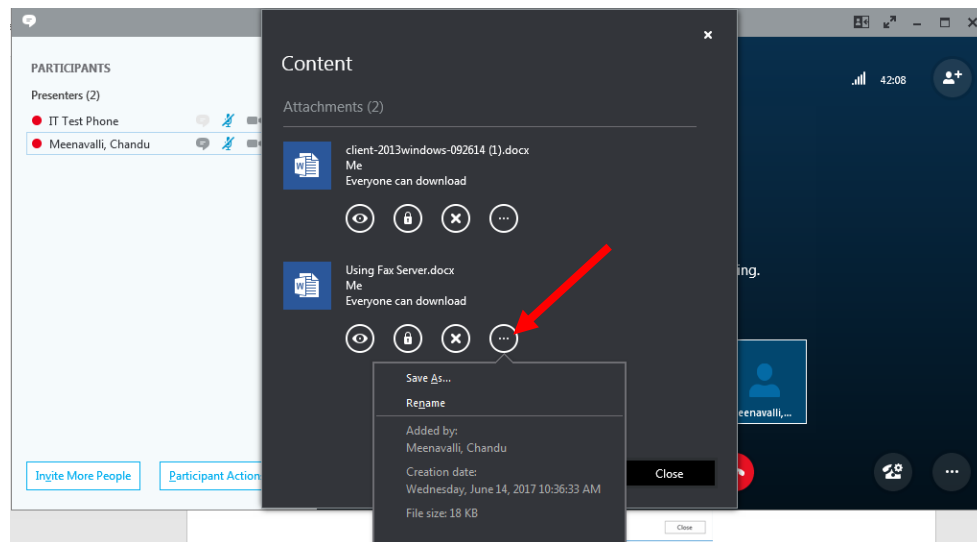 PARTICIPANTS
Presenters (2)
IT Test Phone
Meenavalli, Chandu
Invite More People
Participant Action
Content
Attachments (2)
client-2013windows-092614 (1).docx
Me
Everyone can download
Using Fax Server.docx
Me
Everyone can download
Save As...
Rename
Added by:
Meenavalli, Chandu
Creation date:
Wednesday, June 14, 2017 10:36:33 AM
File size: 18 KB
Close
42:08
ing.
eenavalli,...
Close